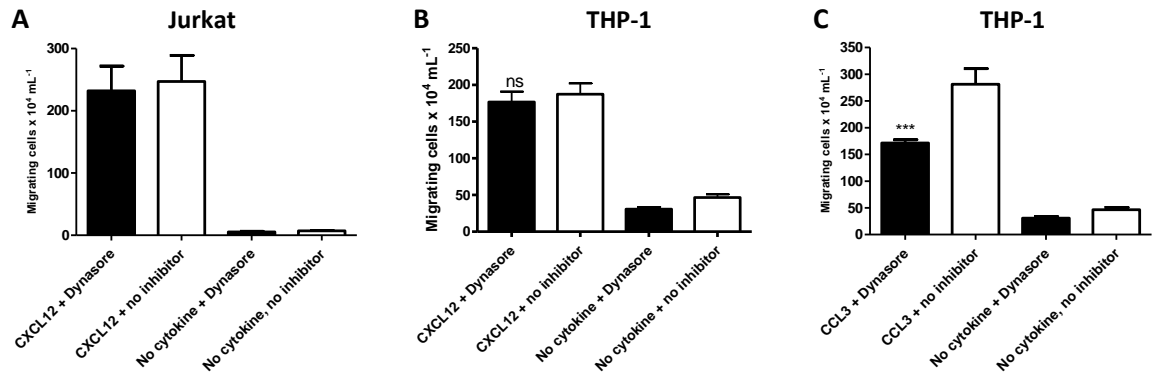 A
Jurkat
Migrating cells x 10⁴ mL⁻¹
300
200
100
0
CXCL12 + Dynasore
CXCL12 + no inhibitor
No cytokine + Dynasore
No cytokine, no inhibitor
B
THP-1
Migrating cells x 10⁴ mL⁻¹
250
200
150
100
50
0
ns
CXCL12 + Dynasore
CXCL12 + no inhibitor
No cytokine + Dynasore
No cytokine + no inhibitor
C
THP-1
Migrating cells x 10⁴ mL⁻¹
350
300
250
200
150
100
50
0
***
CCL3 + Dynasore
CCL3 + no inhibitor
No cytokine + Dynasore
No cytokine, no inhibitor